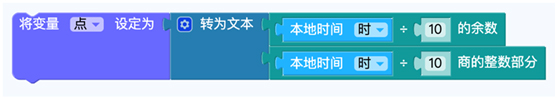 将变量 点 设定为 转为文本 本地时间 时 ÷ 10 的余数
本地时间 时 ÷ 10 商的整数部分